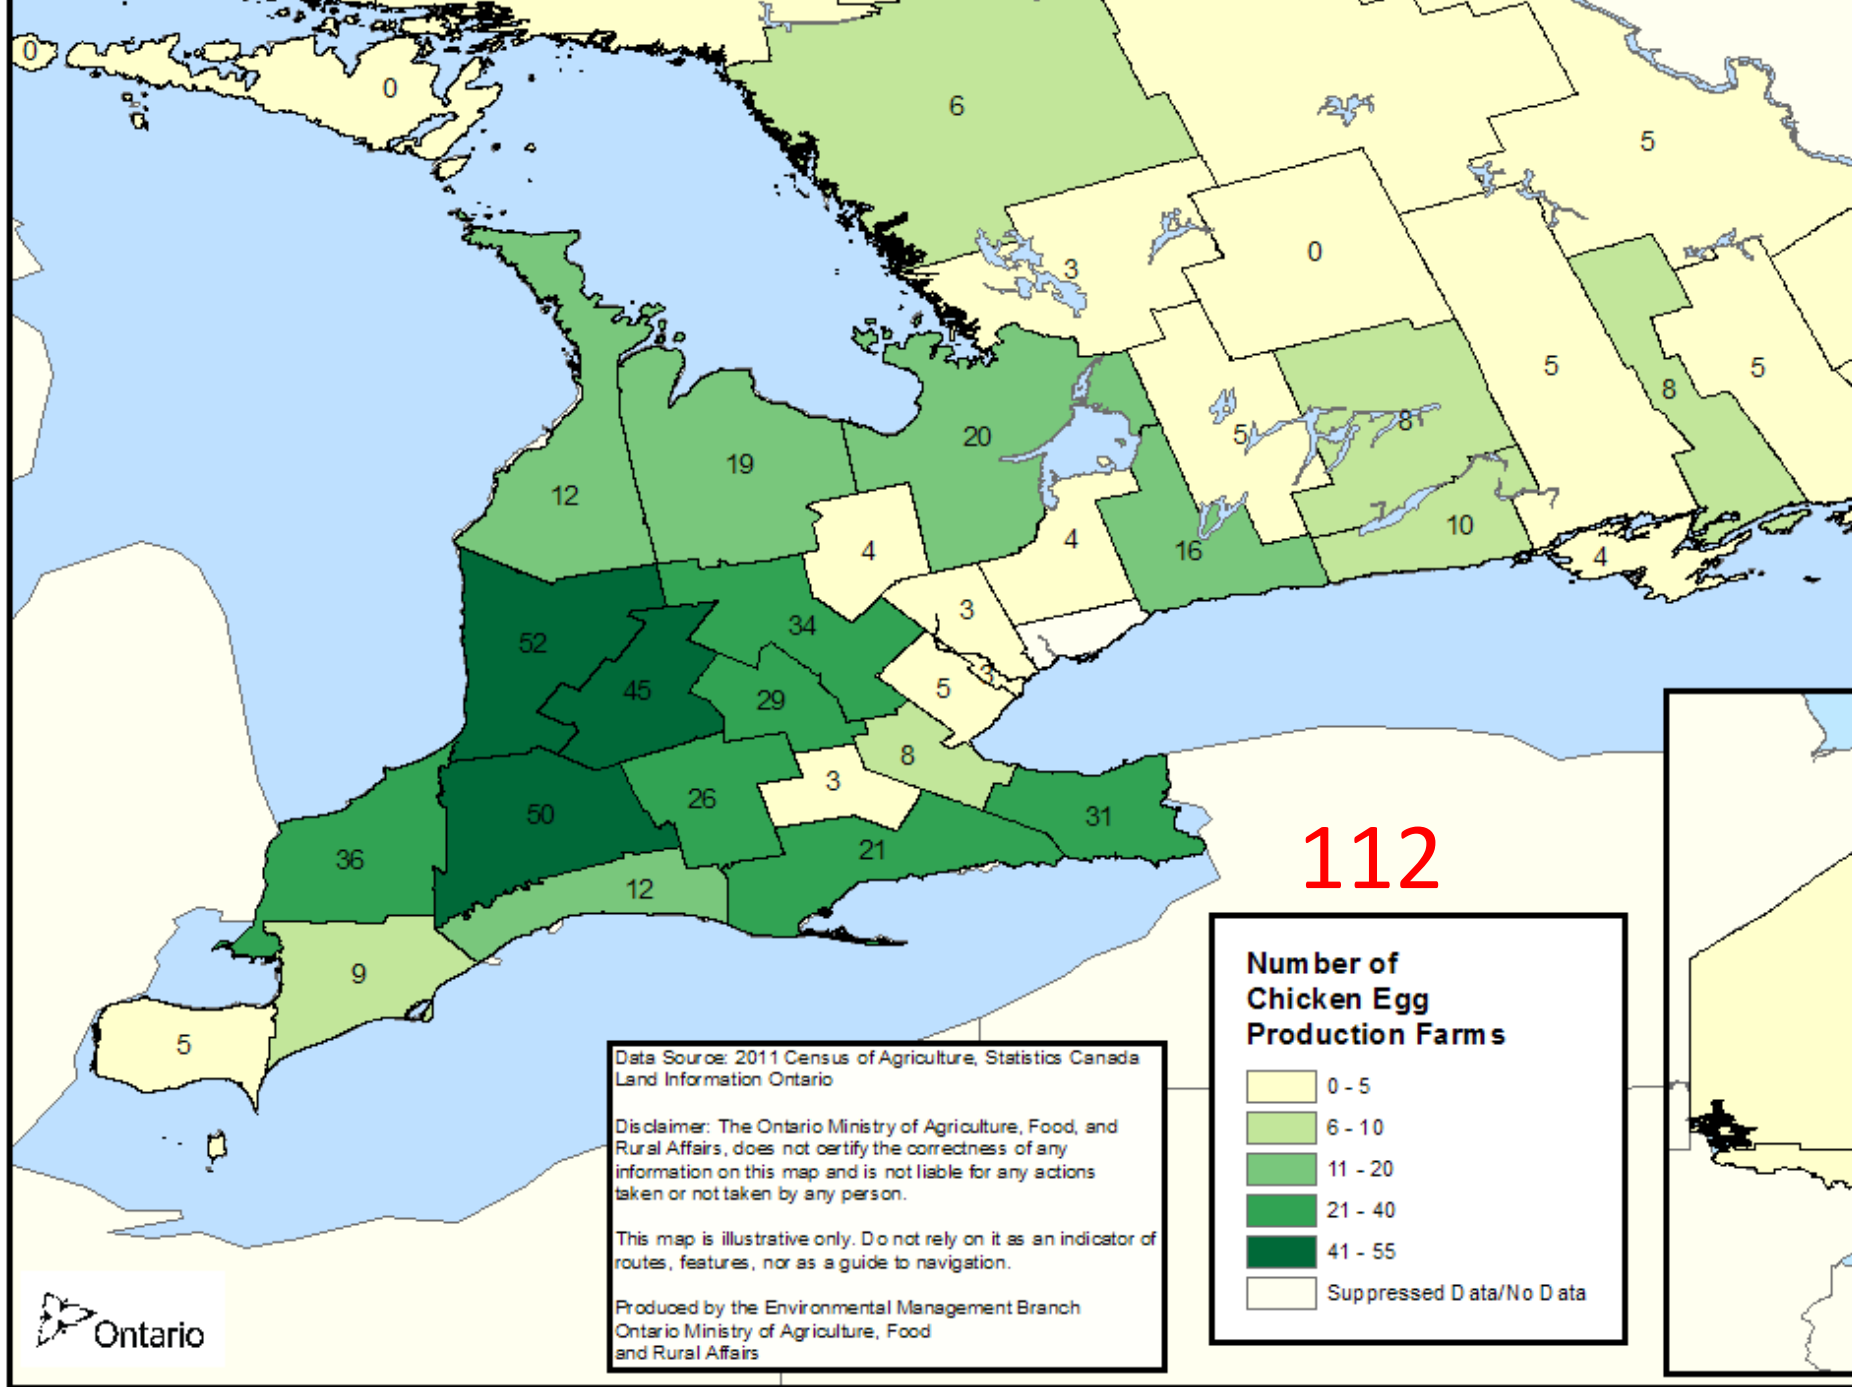 0
0
6
5
3
0
5
8
5
5
8
20
19
12
10
16
4
4
4
3
52
34
3
45
5
29
8
3
26
50
31
21
36
12
9
5
112
Number of
Chicken Egg
Production Farms
0 - 5
6 - 10
11 - 20
21 - 40
41 - 55
Suppressed Data/No Data
Data Source: 2011 Census of Agriculture, Statistics Canada
Land Information Ontario
Disclaimer: The Ontario Ministry of Agriculture, Food, and
Rural Affairs, does not certify the correctness of any
information on this map and is not liable for any actions
taken or not taken by any person.
This map is illustrative only. Do not rely on it as an indicator of
routes, features, nor as a guide to navigation.
Produced by the Environmental Management Branch
Ontario Ministry of Agriculture, Food
and Rural Affairs
Ontario